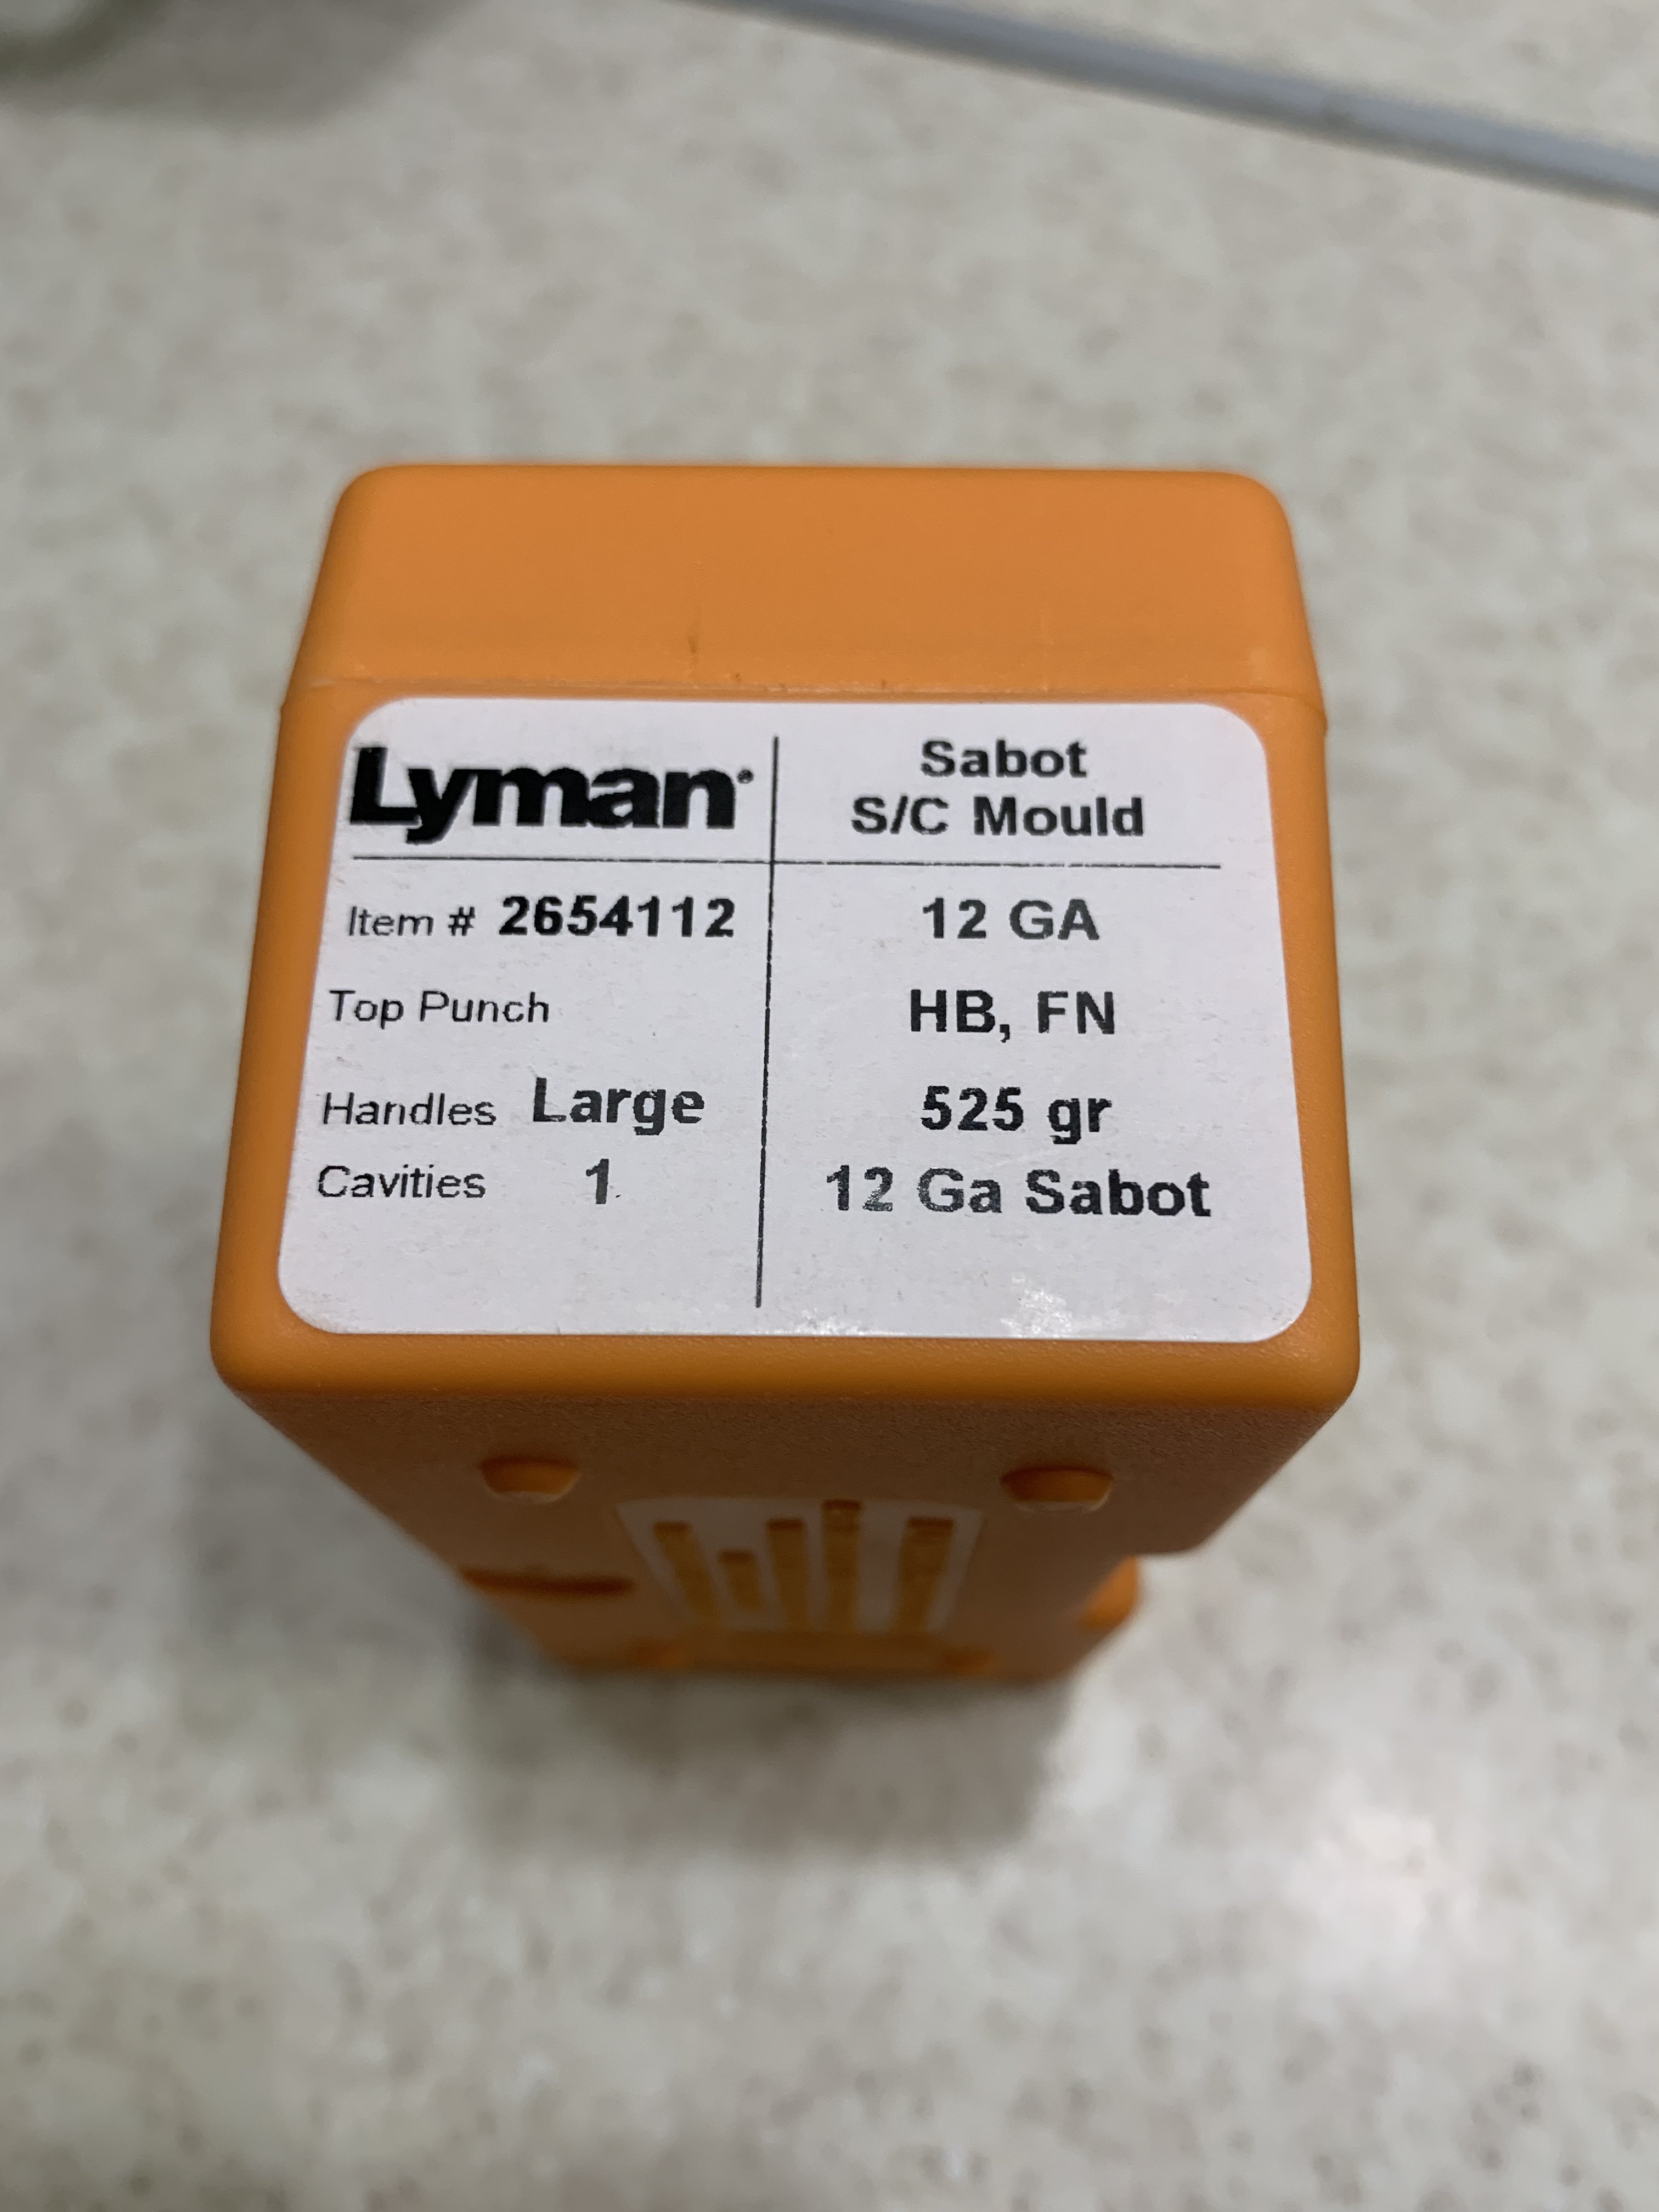 Lyman
Sabot
S/C Mould
Item # 2654112
12 GA
Top Punch
HB, FN
Handles Large
525 gr
Cavities 1
12 Ga Sabot